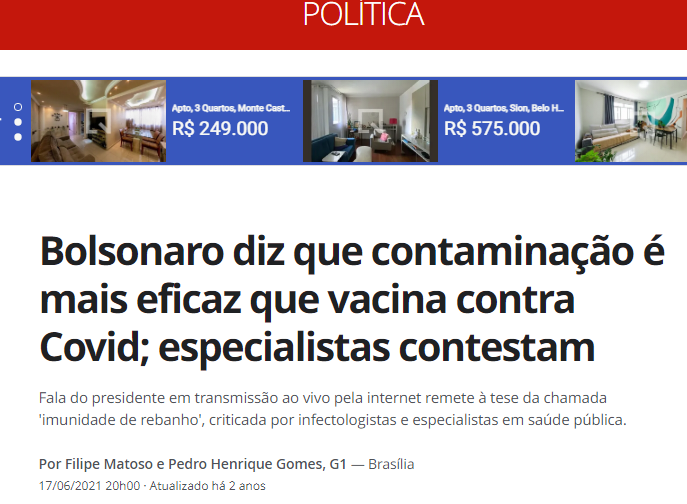 POLÍTICA
Apto, 3 Quartos, Monte Cast...
R$ 249.000
Apto, 3 Quartos, Sion, Belo H...
R$ 575.000
Bolsonaro diz que contaminação é
mais eficaz que vacina contra
Covid; especialistas contestam
Fala do presidente em transmissão ao vivo pela internet remete à tese da chamada
'imunidade de rebanho', criticada por infectologistas e especialistas em saúde pública.
Por Filipe Matoso e Pedro Henrique Gomes, G1 — Brasília
17/06/2021 20h00 · Atualizado há 2 anos